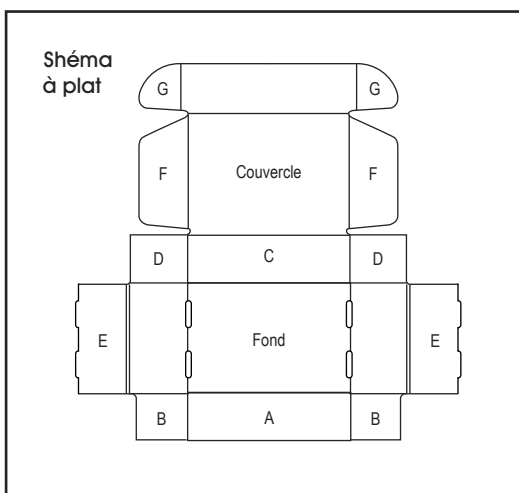 Shéma
à plat
G G
F Couvercle F
D C D
E Fond E
B A B